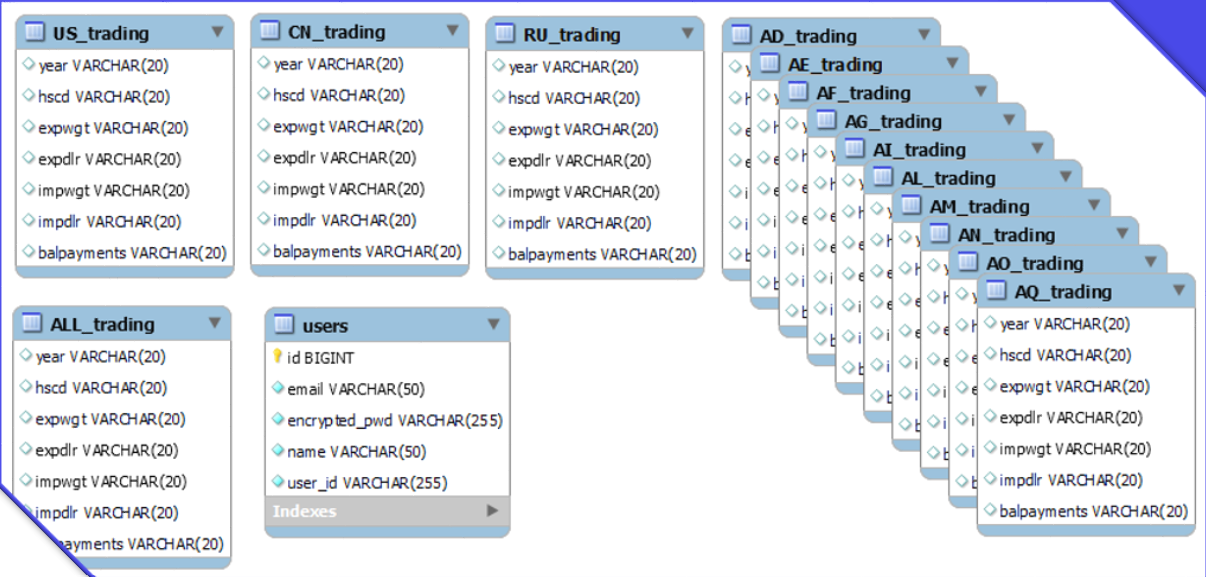 US_trading
year VARCHAR(20)
hscd VARCHAR(20)
expwgt VARCHAR(20)
expdlr VARCHAR(20)
impwgt VARCHAR(20)
impdlr VARCHAR(20)
balpayments VARCHAR(20)
CN_trading
year VARCHAR(20)
hscd VARCHAR(20)
expwgt VARCHAR(20)
expdlr VARCHAR(20)
impwgt VARCHAR(20)
impdlr VARCHAR(20)
balpayments VARCHAR(20)
RU_trading
year VARCHAR(20)
hscd VARCHAR(20)
expwgt VARCHAR(20)
expdlr VARCHAR(20)
impwgt VARCHAR(20)
impdlr VARCHAR(20)
balpayments VARCHAR(20)
AD_trading
AE_trading
AF_trading
AG_trading
AI_trading
AL_trading
AM_trading
AN_trading
AO_trading
AQ_trading
year VARCHAR(20)
hscd VARCHAR(20)
expwgt VARCHAR(20)
expdlr VARCHAR(20)
impwgt VARCHAR(20)
impdlr VARCHAR(20)
balpayments VARCHAR(20)
ALL_trading
year VARCHAR(20)
hscd VARCHAR(20)
expwgt VARCHAR(20)
expdlr VARCHAR(20)
impwgt VARCHAR(20)
impdlr VARCHAR(20)
ayments VARCHAR(20)
users
id BIGINT
email VARCHAR(50)
encrypted_pwd VARCHAR(255)
name VARCHAR(50)
user_id VARCHAR(255)
Indexes